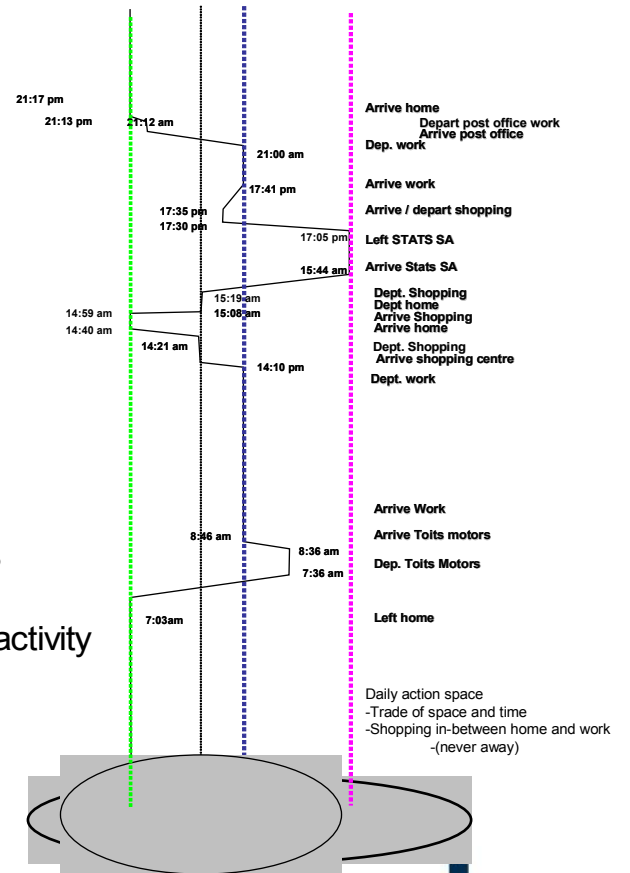 21:17 pm
Arrive home
21:13 pm
21:12 am
Depart post office work
Arrive post office
Dep. work
21:00 am
17:41 pm
Arrive work
17:35 pm
Arrive / depart shopping
17:30 pm
17:05 pm
Left STATS SA
15:44 am
Arrive Stats SA
Dept. Shopping
15:19 am
Dept home
14:59 am
15:08 am
Arrive Shopping
14:40 am
Arrive home
14:21 am
Dept. Shopping
Arrive shopping centre
14:10 pm
Dept. work
Arrive Work
8:46 am
Arrive Toits motors
8:36 am
Dep. Toits Motors
7:36 am
7:03am
Left home
activity
Daily action space
-Trade of space and time
-Shopping in-between home and work
-(never away)